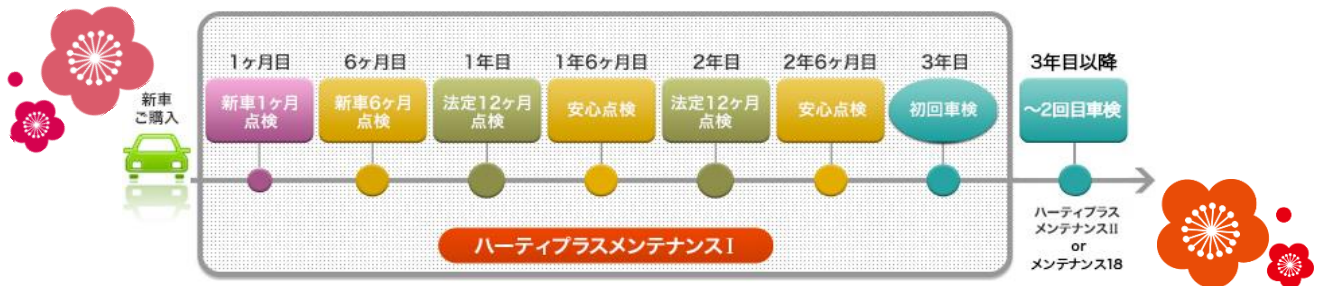 新車
ご購入
1ヶ月目
新車1ヶ月
点検
6ヶ月目
新車6ヶ月
点検
1年目
法定12ヶ月
点検
1年6ヶ月目
安心点検
2年目
法定12ヶ月
点検
2年6ヶ月目
安心点検
3年目
初回車検
3年目以降
～2回目車検
ハーティプラスメンテナンスⅠ
ハーティプラス
メンテナンスⅡ
or
メンテナンス18